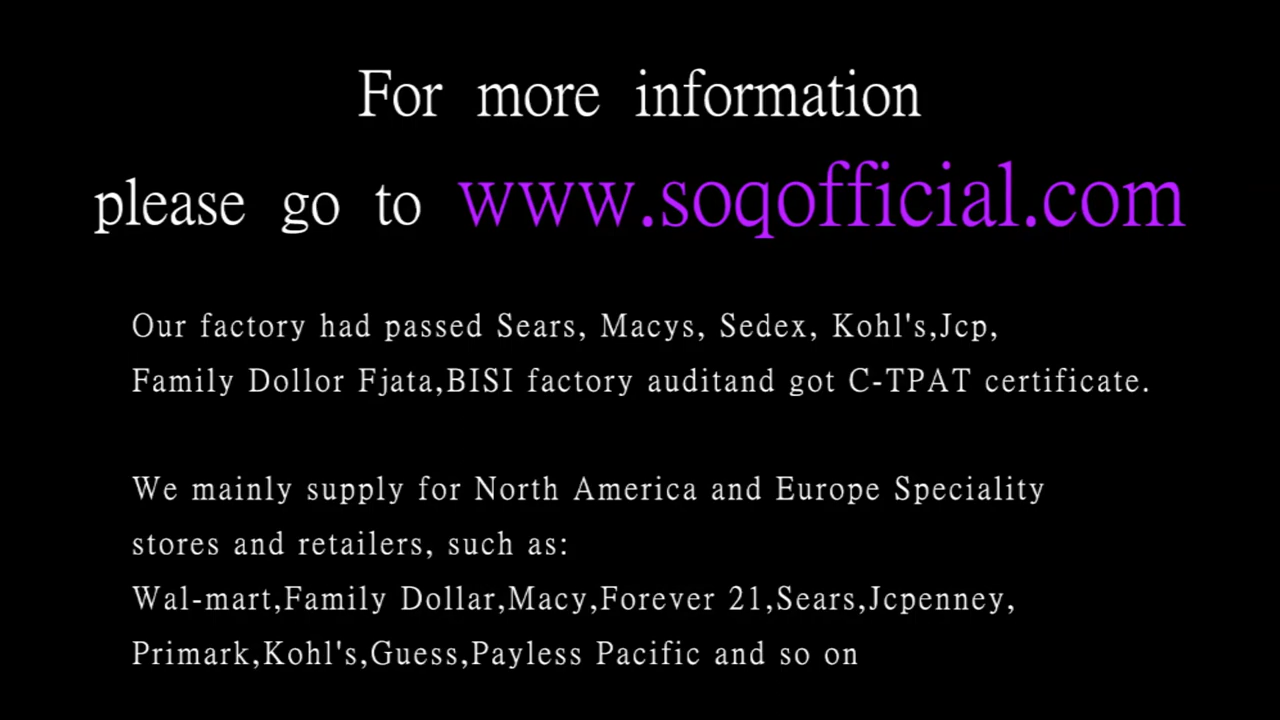 For more information
please go to www.soqofficial.com
Our factory had passed Sears, Macys, Sedex, Kohl's,Jcp,
Family Dollor Fjata,BISI factory auditand got C-TPAT certificate.
We mainly supply for North America and Europe Speciality
stores and retailers, such as:
Wal-mart,Family Dollar,Macy,Forever 21,Sears,Jcpenney,
Primark,Kohl's,Guess,Payless Pacific and so on